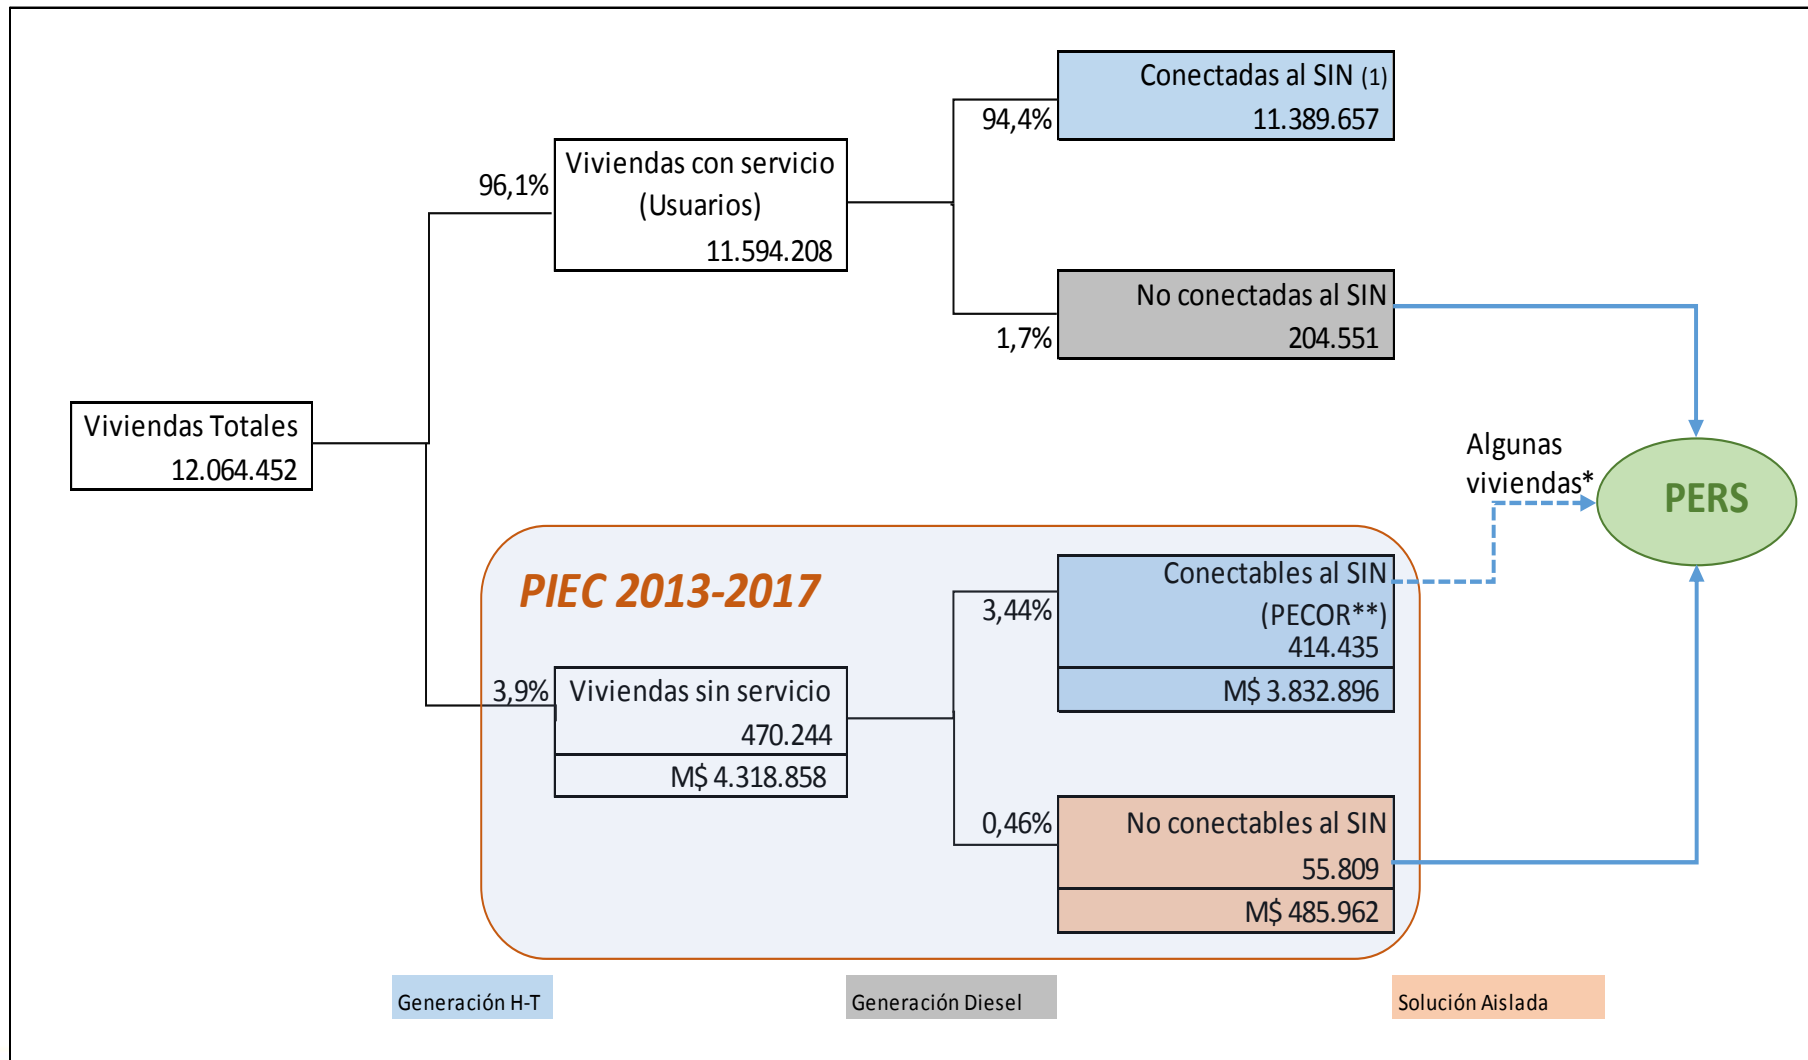 Conectadas al SIN (1)
11.389.657
94,4%
Viviendas con servicio
(Usuarios)
11.594.208
96,1%
No conectadas al SIN
204.551
1,7%
Viviendas Totales
12.064.452
Algunas
viviendas*
PERS
PIEC 2013-2017
Conectables al SIN
(PECOR**)
414.435
M$ 3.832.896
3,44%
3,9%
Viviendas sin servicio
470.244
M$ 4.318.858
0,46%
No conectables al SIN
55.809
M$ 485.962
Generación H-T
Generación Diesel
Solución Aislada